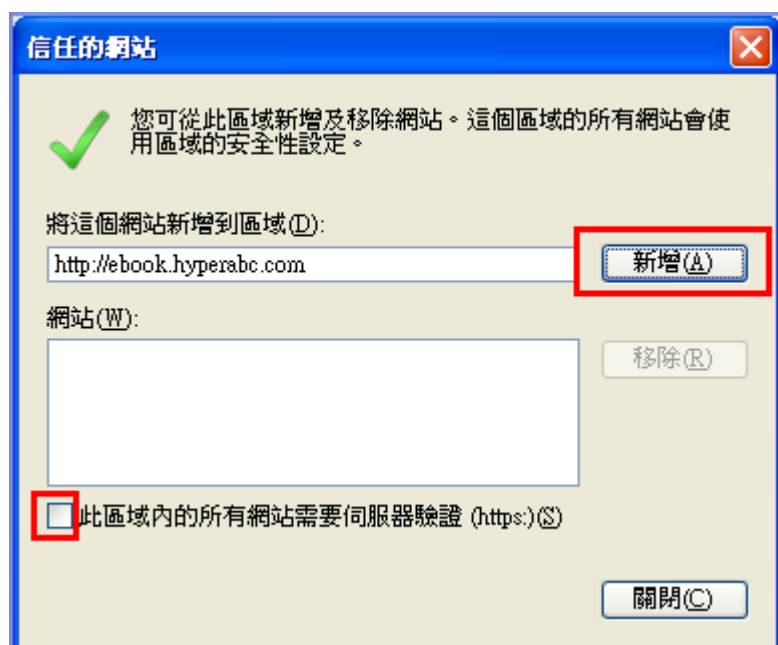 信任的網站
您可從此區域新增及移除網站。這個區域的所有網站會使
用區域的安全性設定。
將這個網站新增到區域(D):
http://ebook.hyperabc.com
新增(A)
網站(W):
移除(R)
此區域內的所有網站需要伺服器驗證 (https:)(S)
關閉(C)